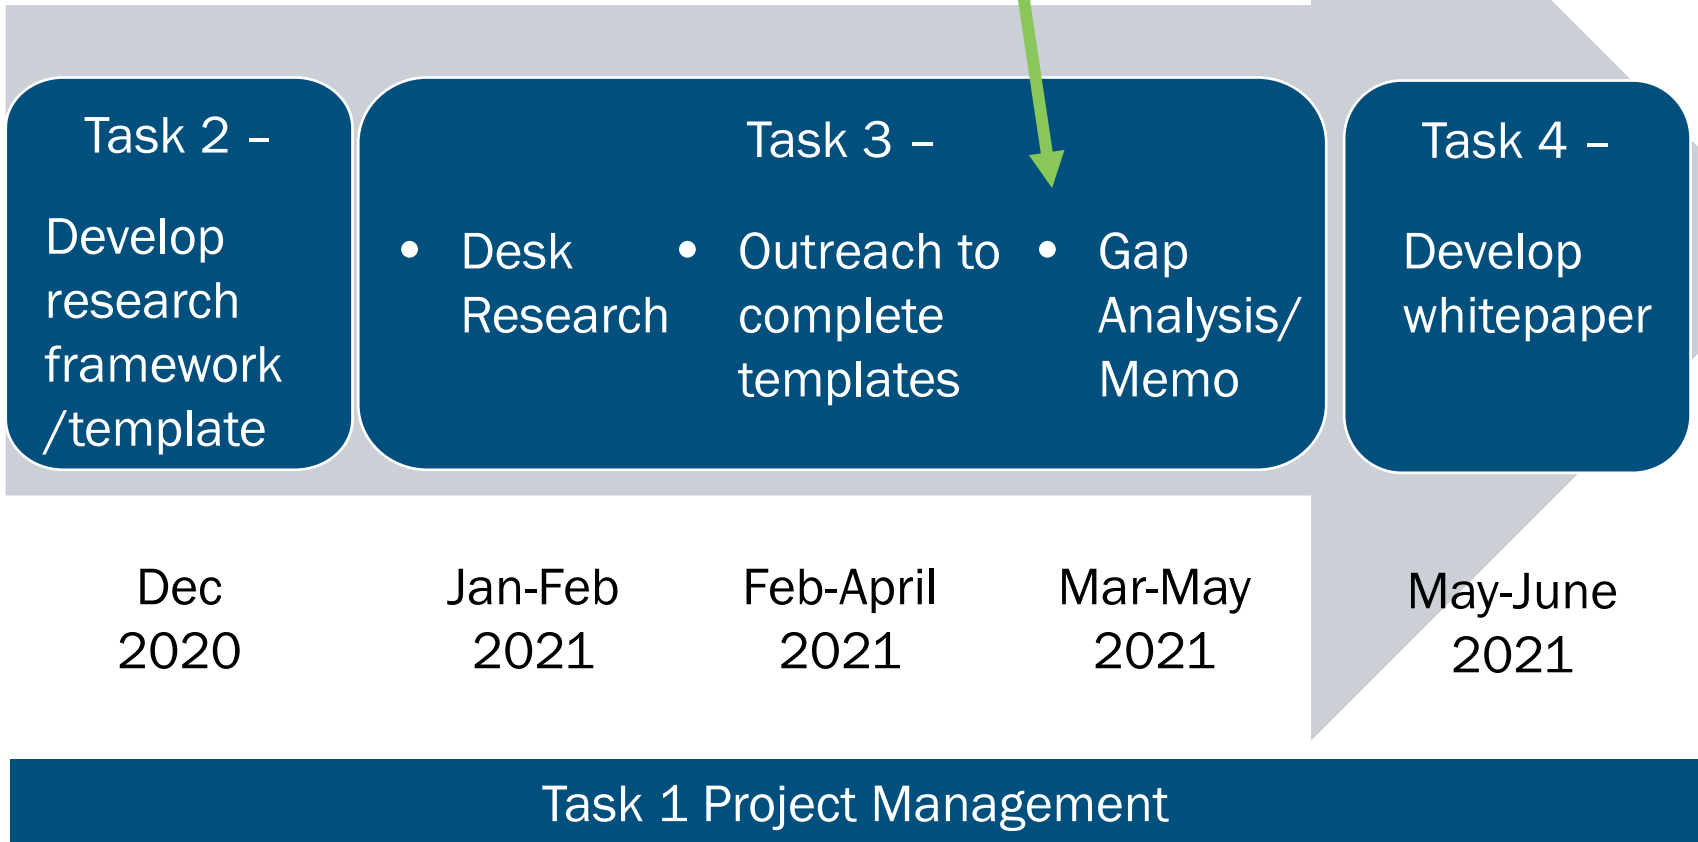 Task 2 –
Develop
research
framework
/template
Task 3 –
• Desk
Research
• Outreach to
complete
templates
• Gap
Analysis/
Memo
Task 4 –
Develop
whitepaper
Dec
2020
Jan-Feb
2021
Feb-April
2021
Mar-May
2021
May-June
2021
Task 1 Project Management